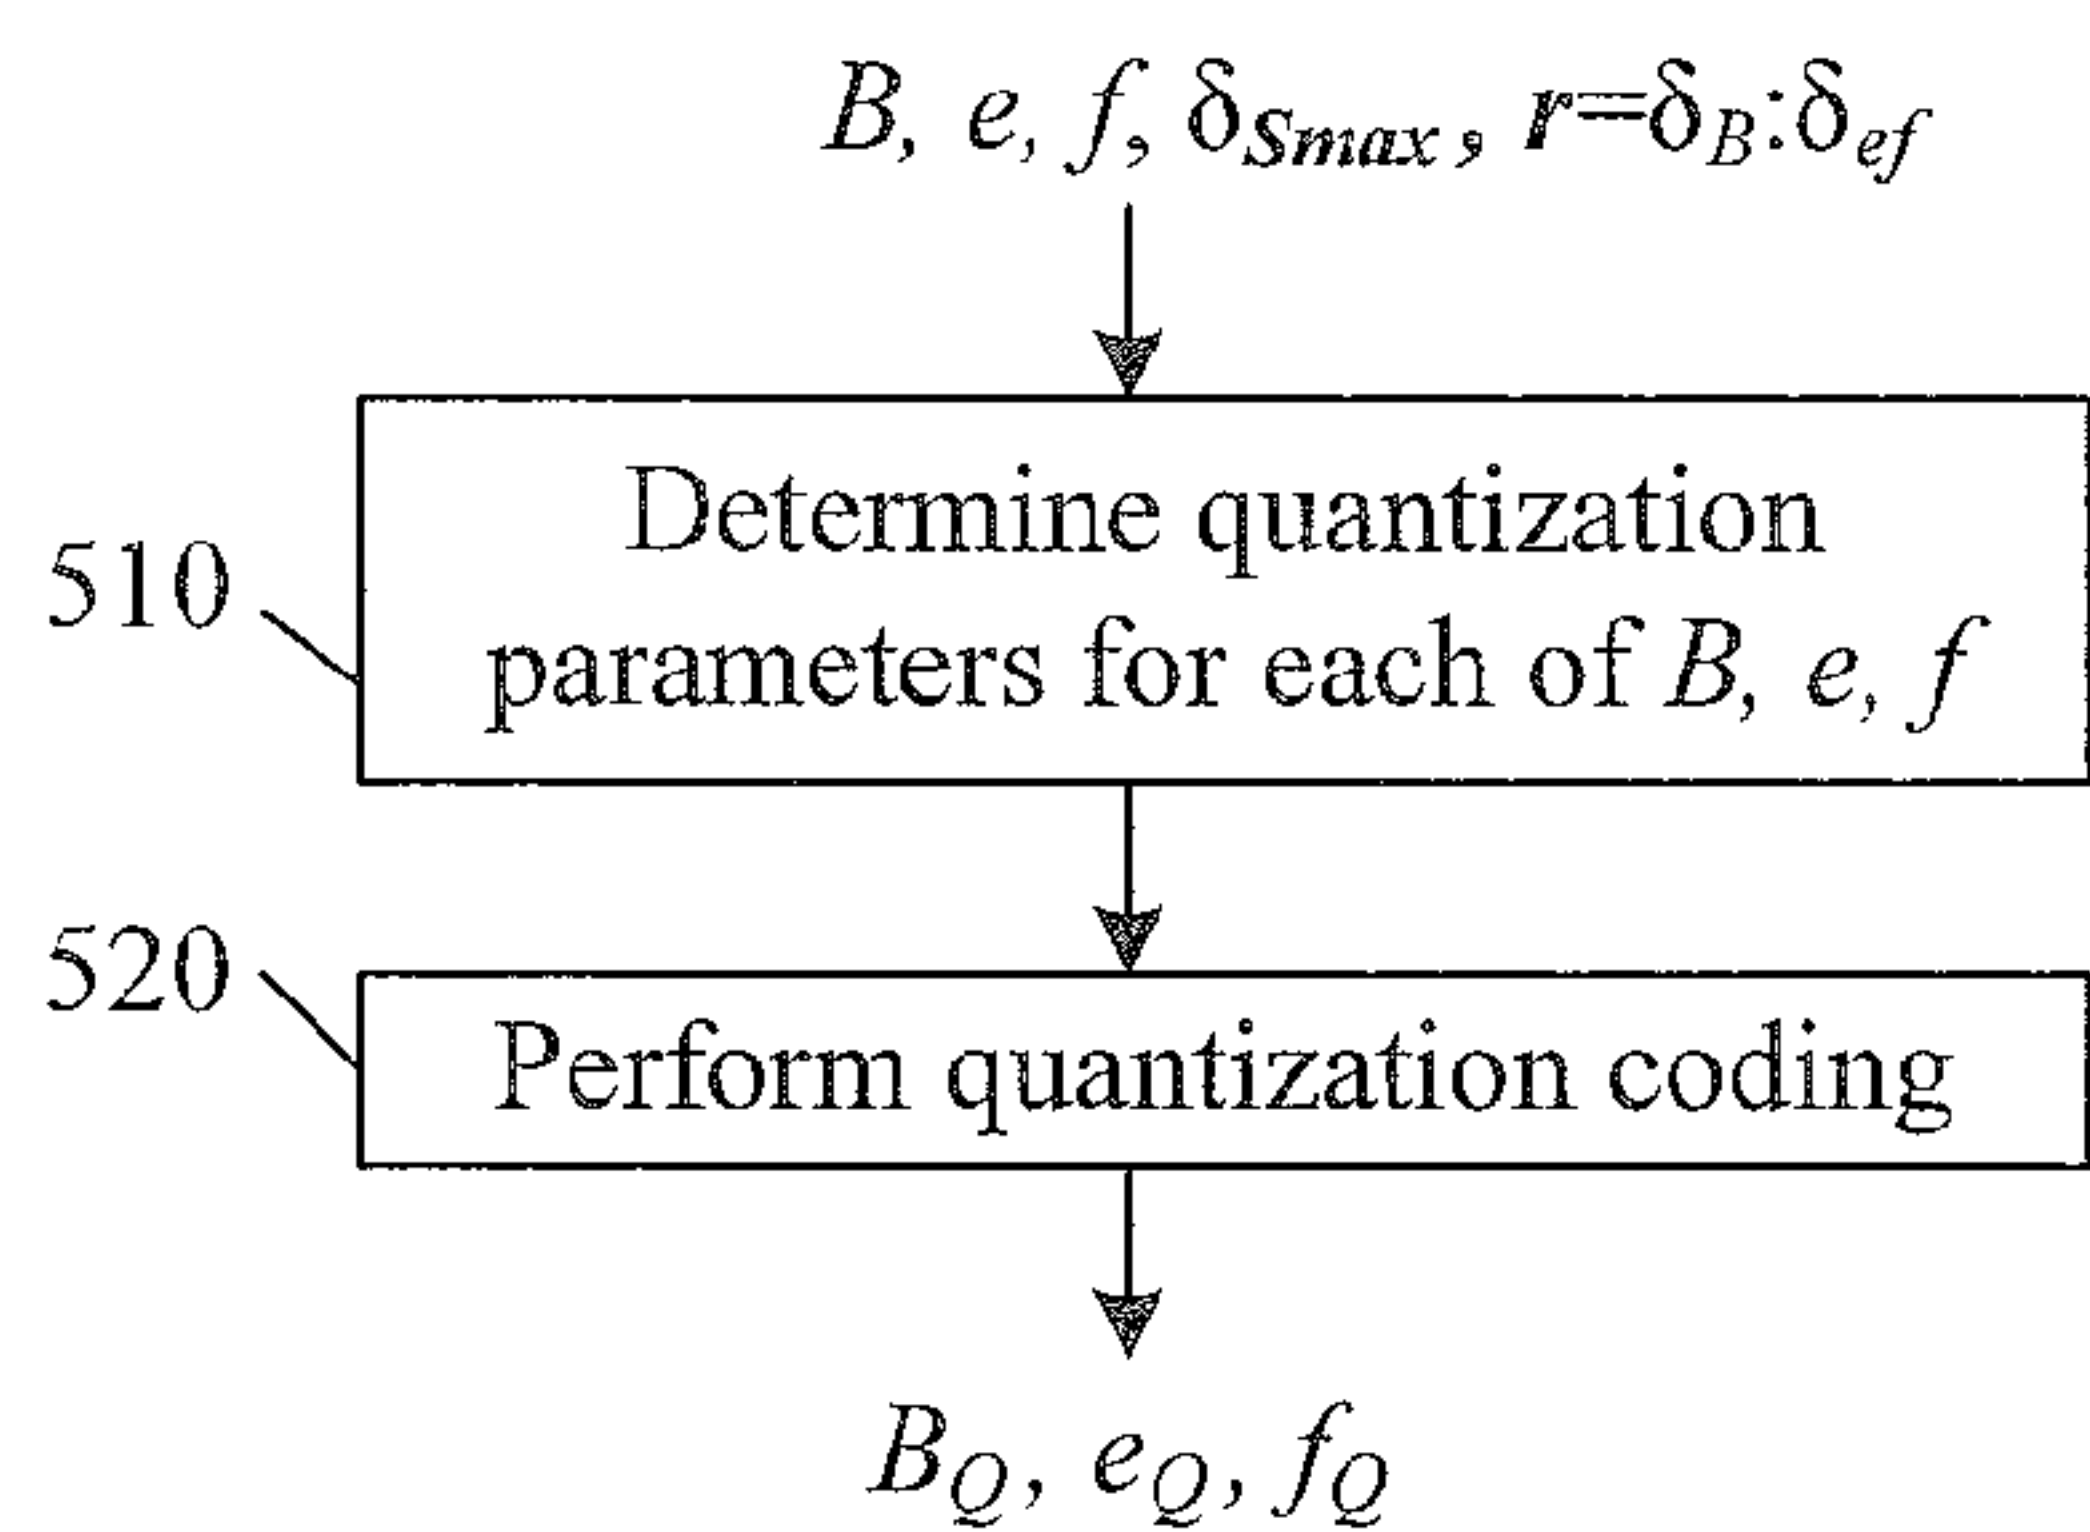 B, e, f, δSmax, r=δB:δef
510
Determine quantization
parameters for each of B, e, f
520
Perform quantization coding
BQ, eQ, fQ